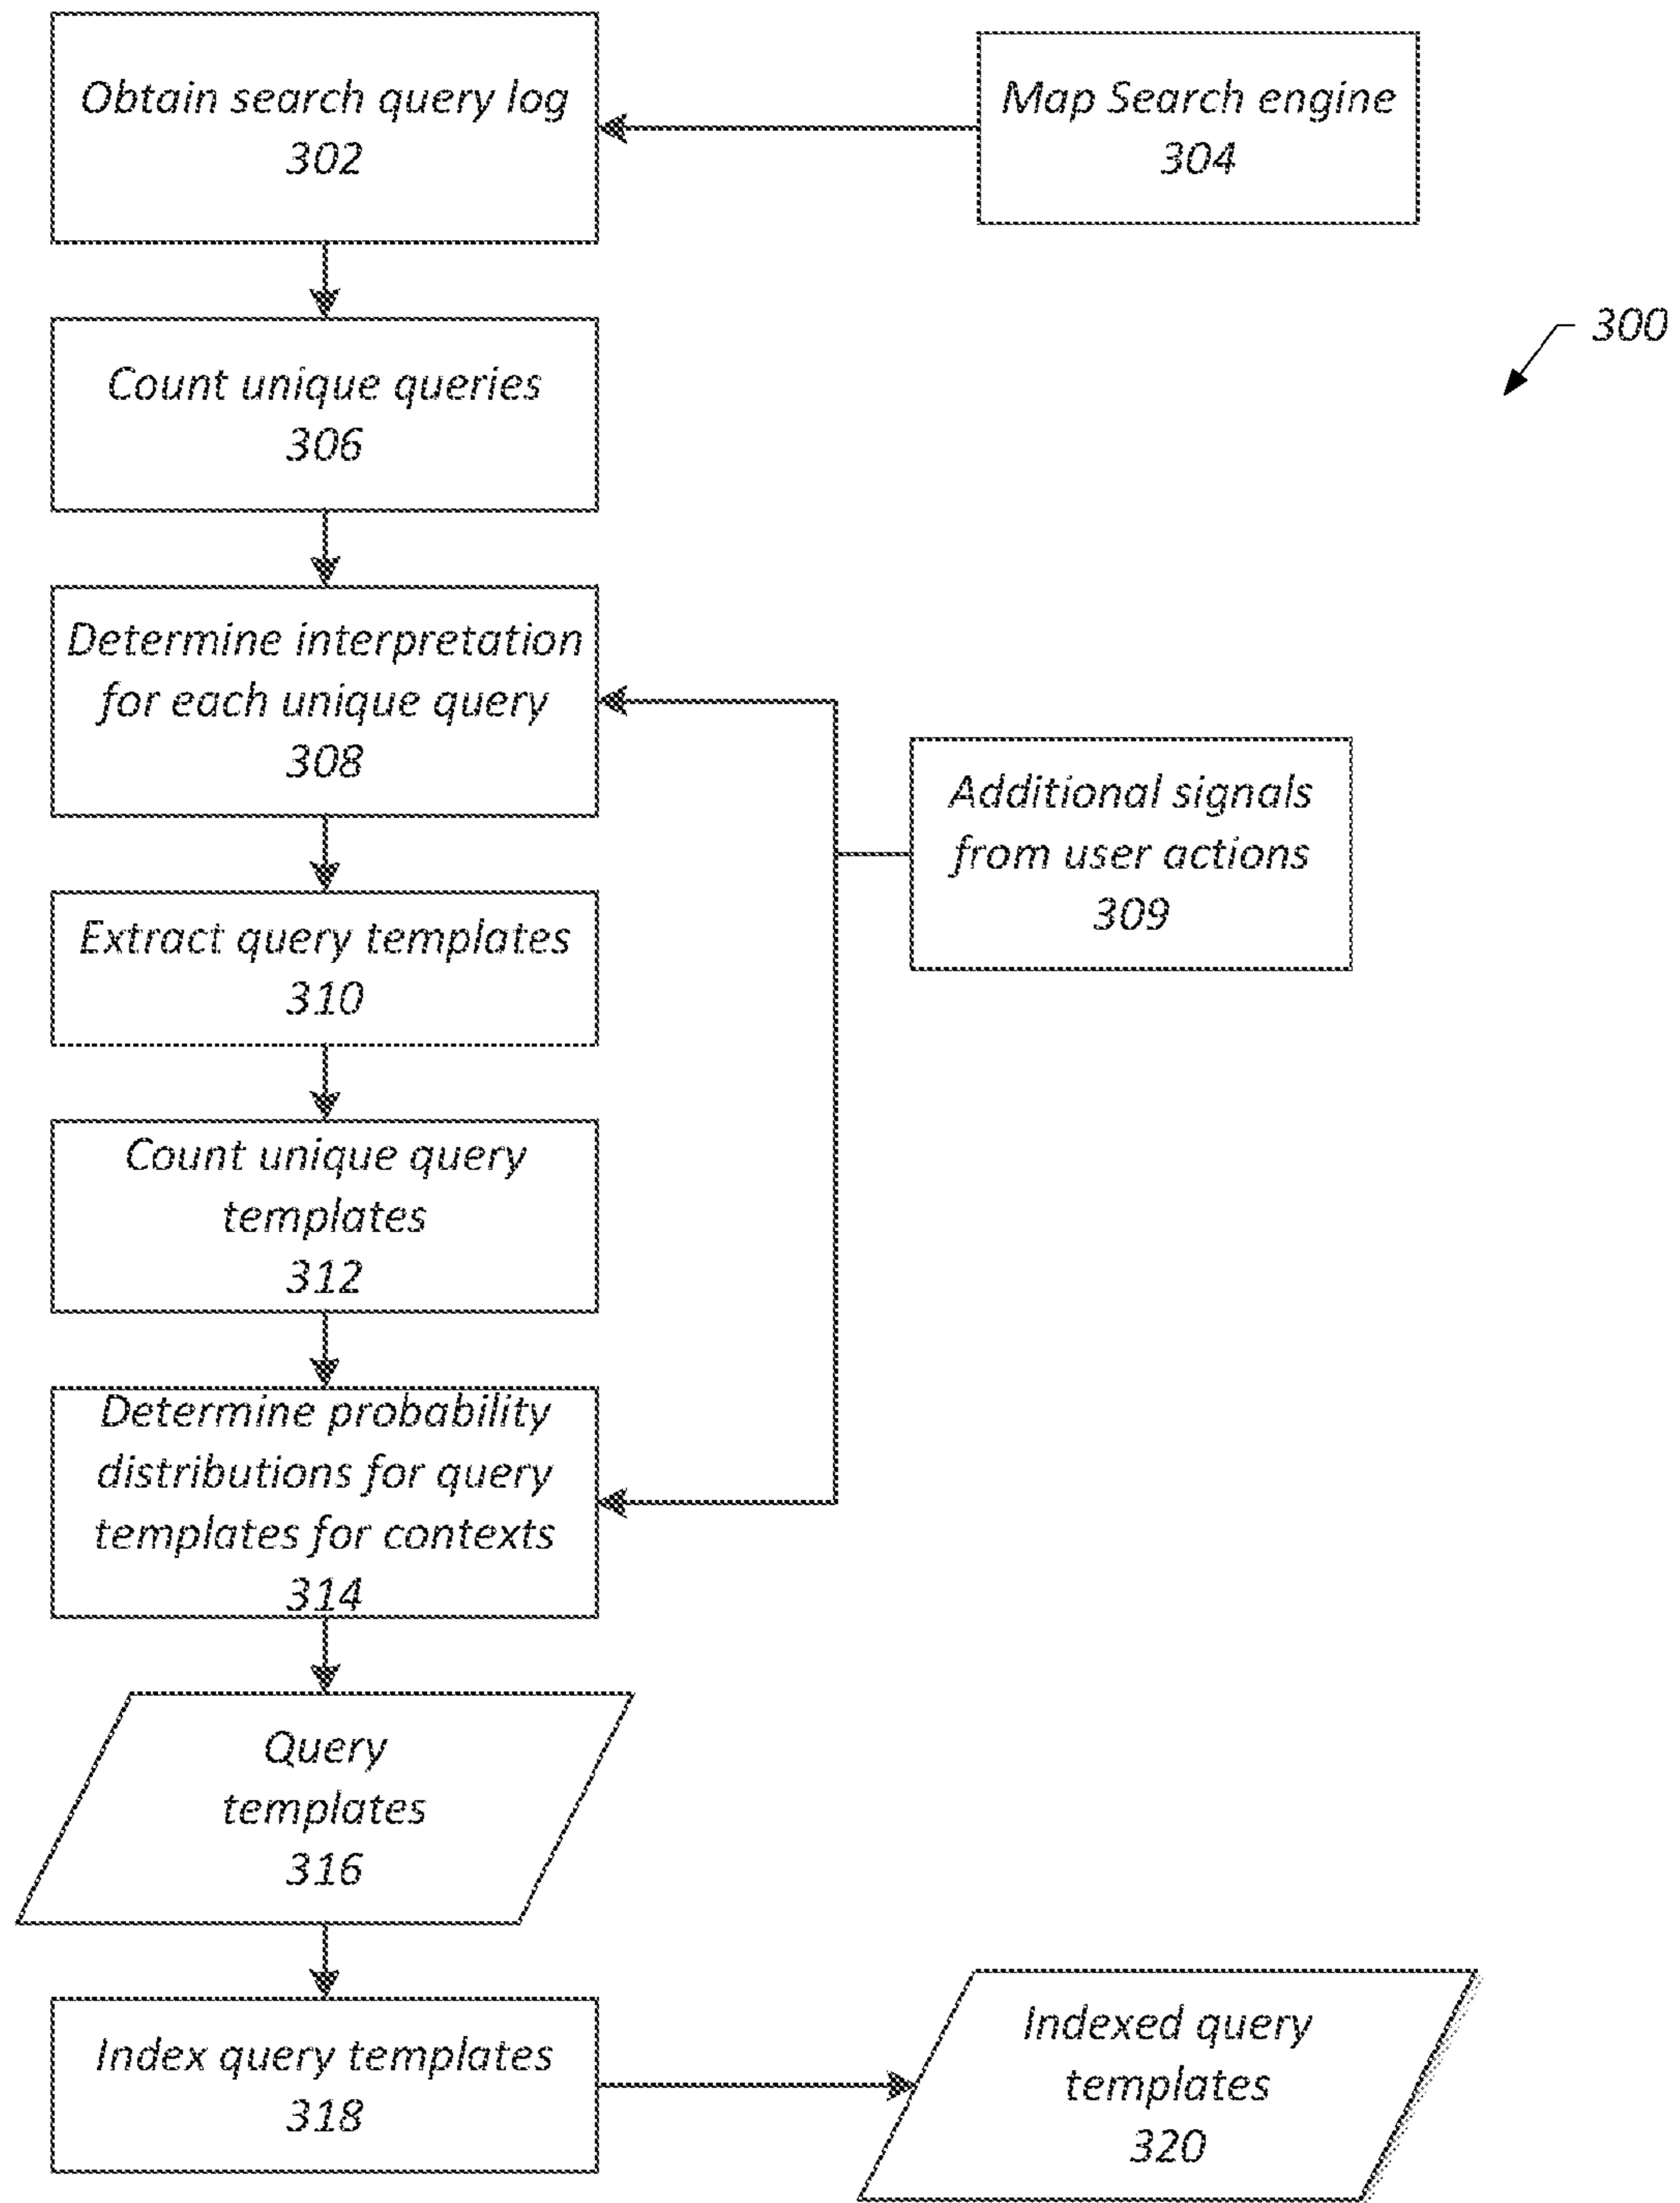 Obtain search query log
302
Map Search engine
304
300
Count unique queries
306
Determine interpretation
for each unique query
308
Additional signals
from user actions
309
Extract query templates
310
Count unique query
templates
312
Determine probability
distributions for query
templates for contexts
314
Query
templates
316
Index query templates
318
Indexed query
templates
320